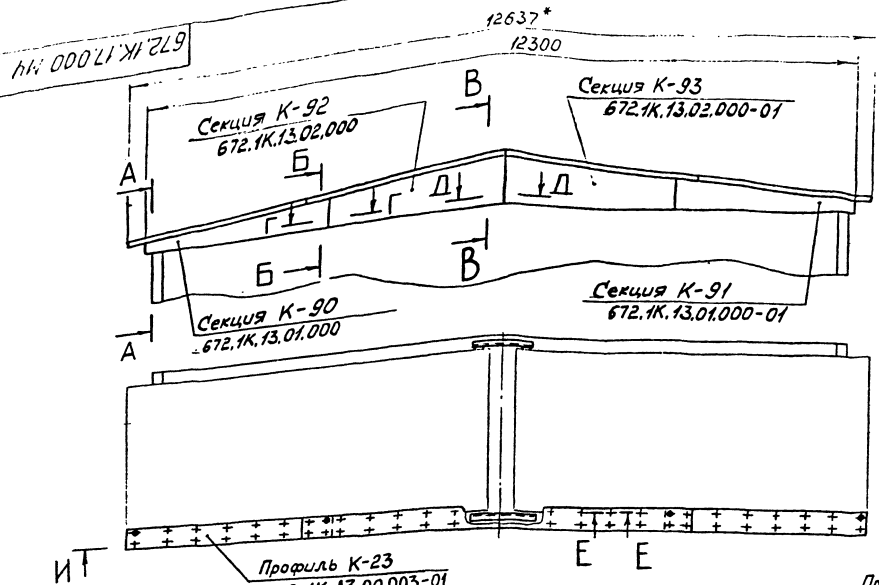 672.1К.17.000 МЧ
12637*
12300
Секция К-92
672.1К.13.02.000
В
Секция К-93
672.1К.13.02.000-01
А
Б
Г
Г
Д
Д
Б
В
Секция К-90
672.1К.13.01.000
Секция К-91
672.1К.13.01.000-01
А
И
Профиль К-23
Е
Е